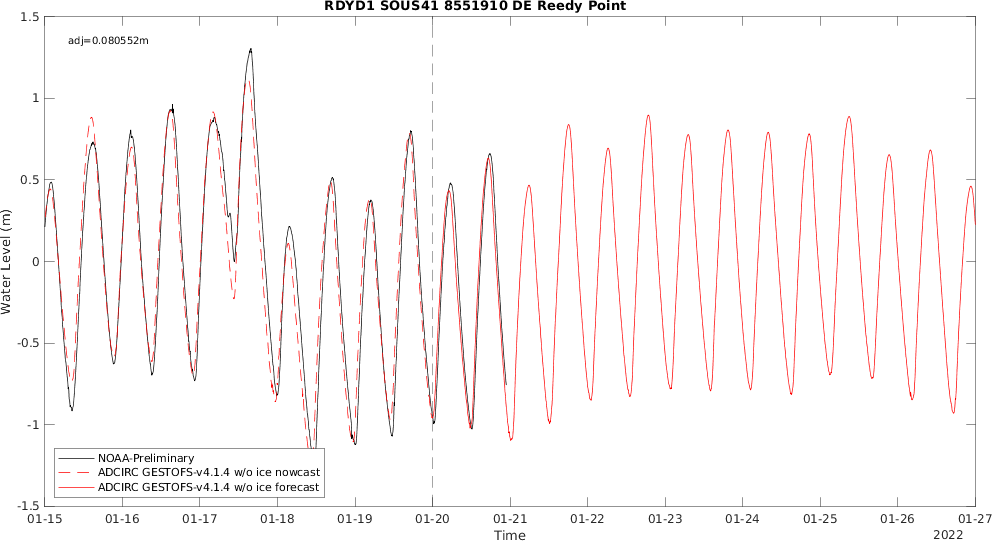 RDYD1 SOUS41 8551910 DE Reedy Point
adj=0.080552m
1.5
1
0.5
0
-0.5
-1
-1.5
Water Level (m)
NOAA-Preliminary
ADCIRC GESTOFS-v4.1.4 w/o ice nowcast
ADCIRC GESTOFS-v4.1.4 w/o ice forecast
01-15 01-16 01-17 01-18 01-19 01-20 01-21 01-22 01-23 01-24 01-25 01-26 01-27
Time
2022